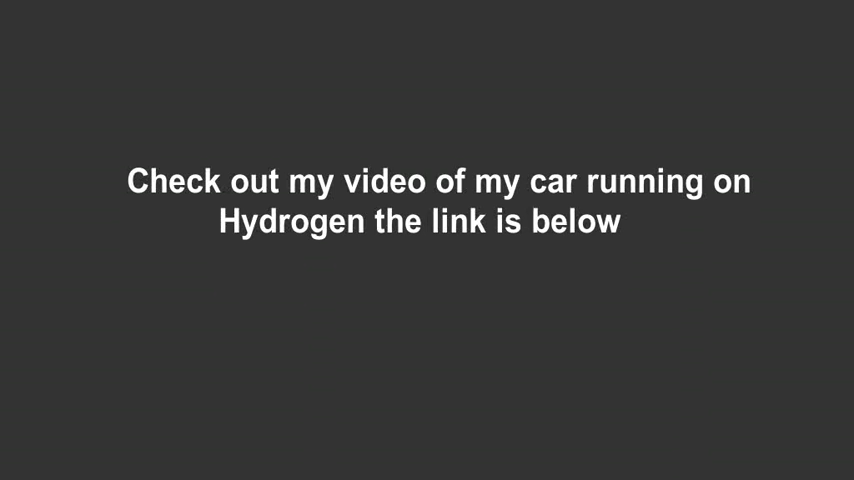 Check out my video of my car running on
Hydrogen the link is below